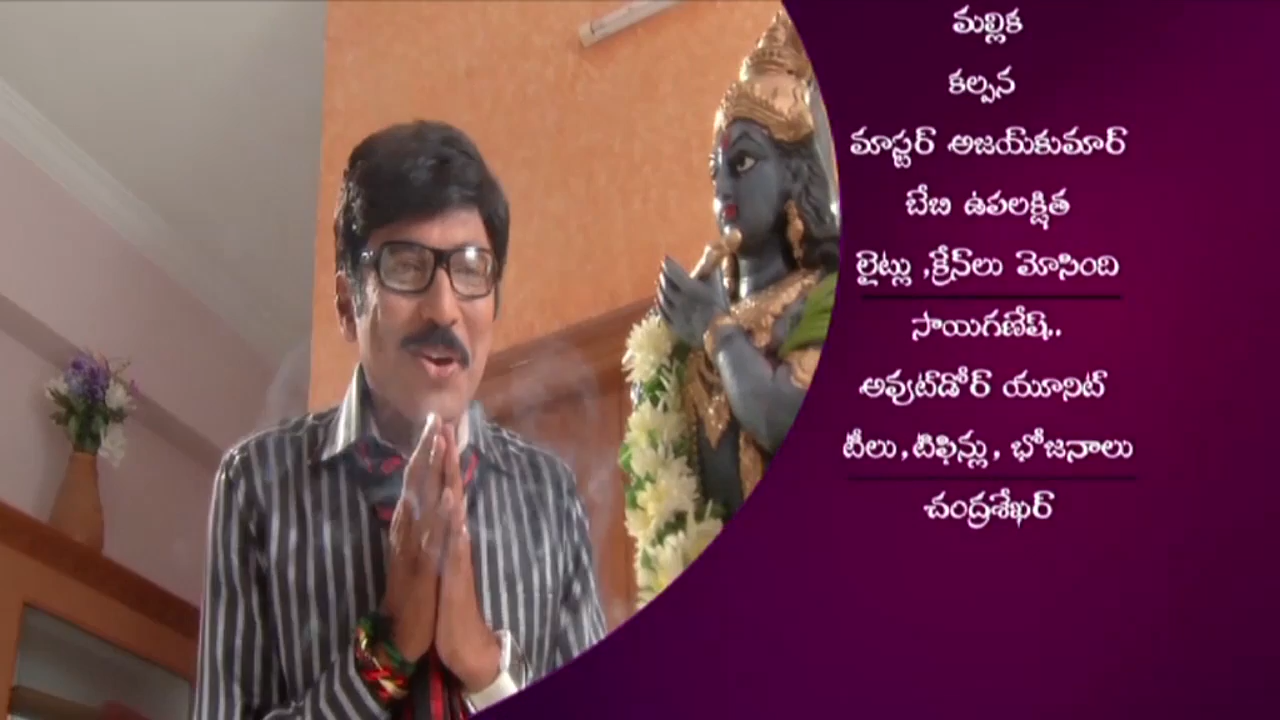 మల్లిక
కల్పన
మాస్టర్ అజయ్‌కుమార్
బేబి ఉపలక్షిత
లైట్లు ,క్రేన్‌లు మోసింది
సాయిగణేష్..
అవుట్‌డోర్ యూనిట్
టీలు,టిఫిన్లు, భోజనాలు
చంద్రశేఖర్